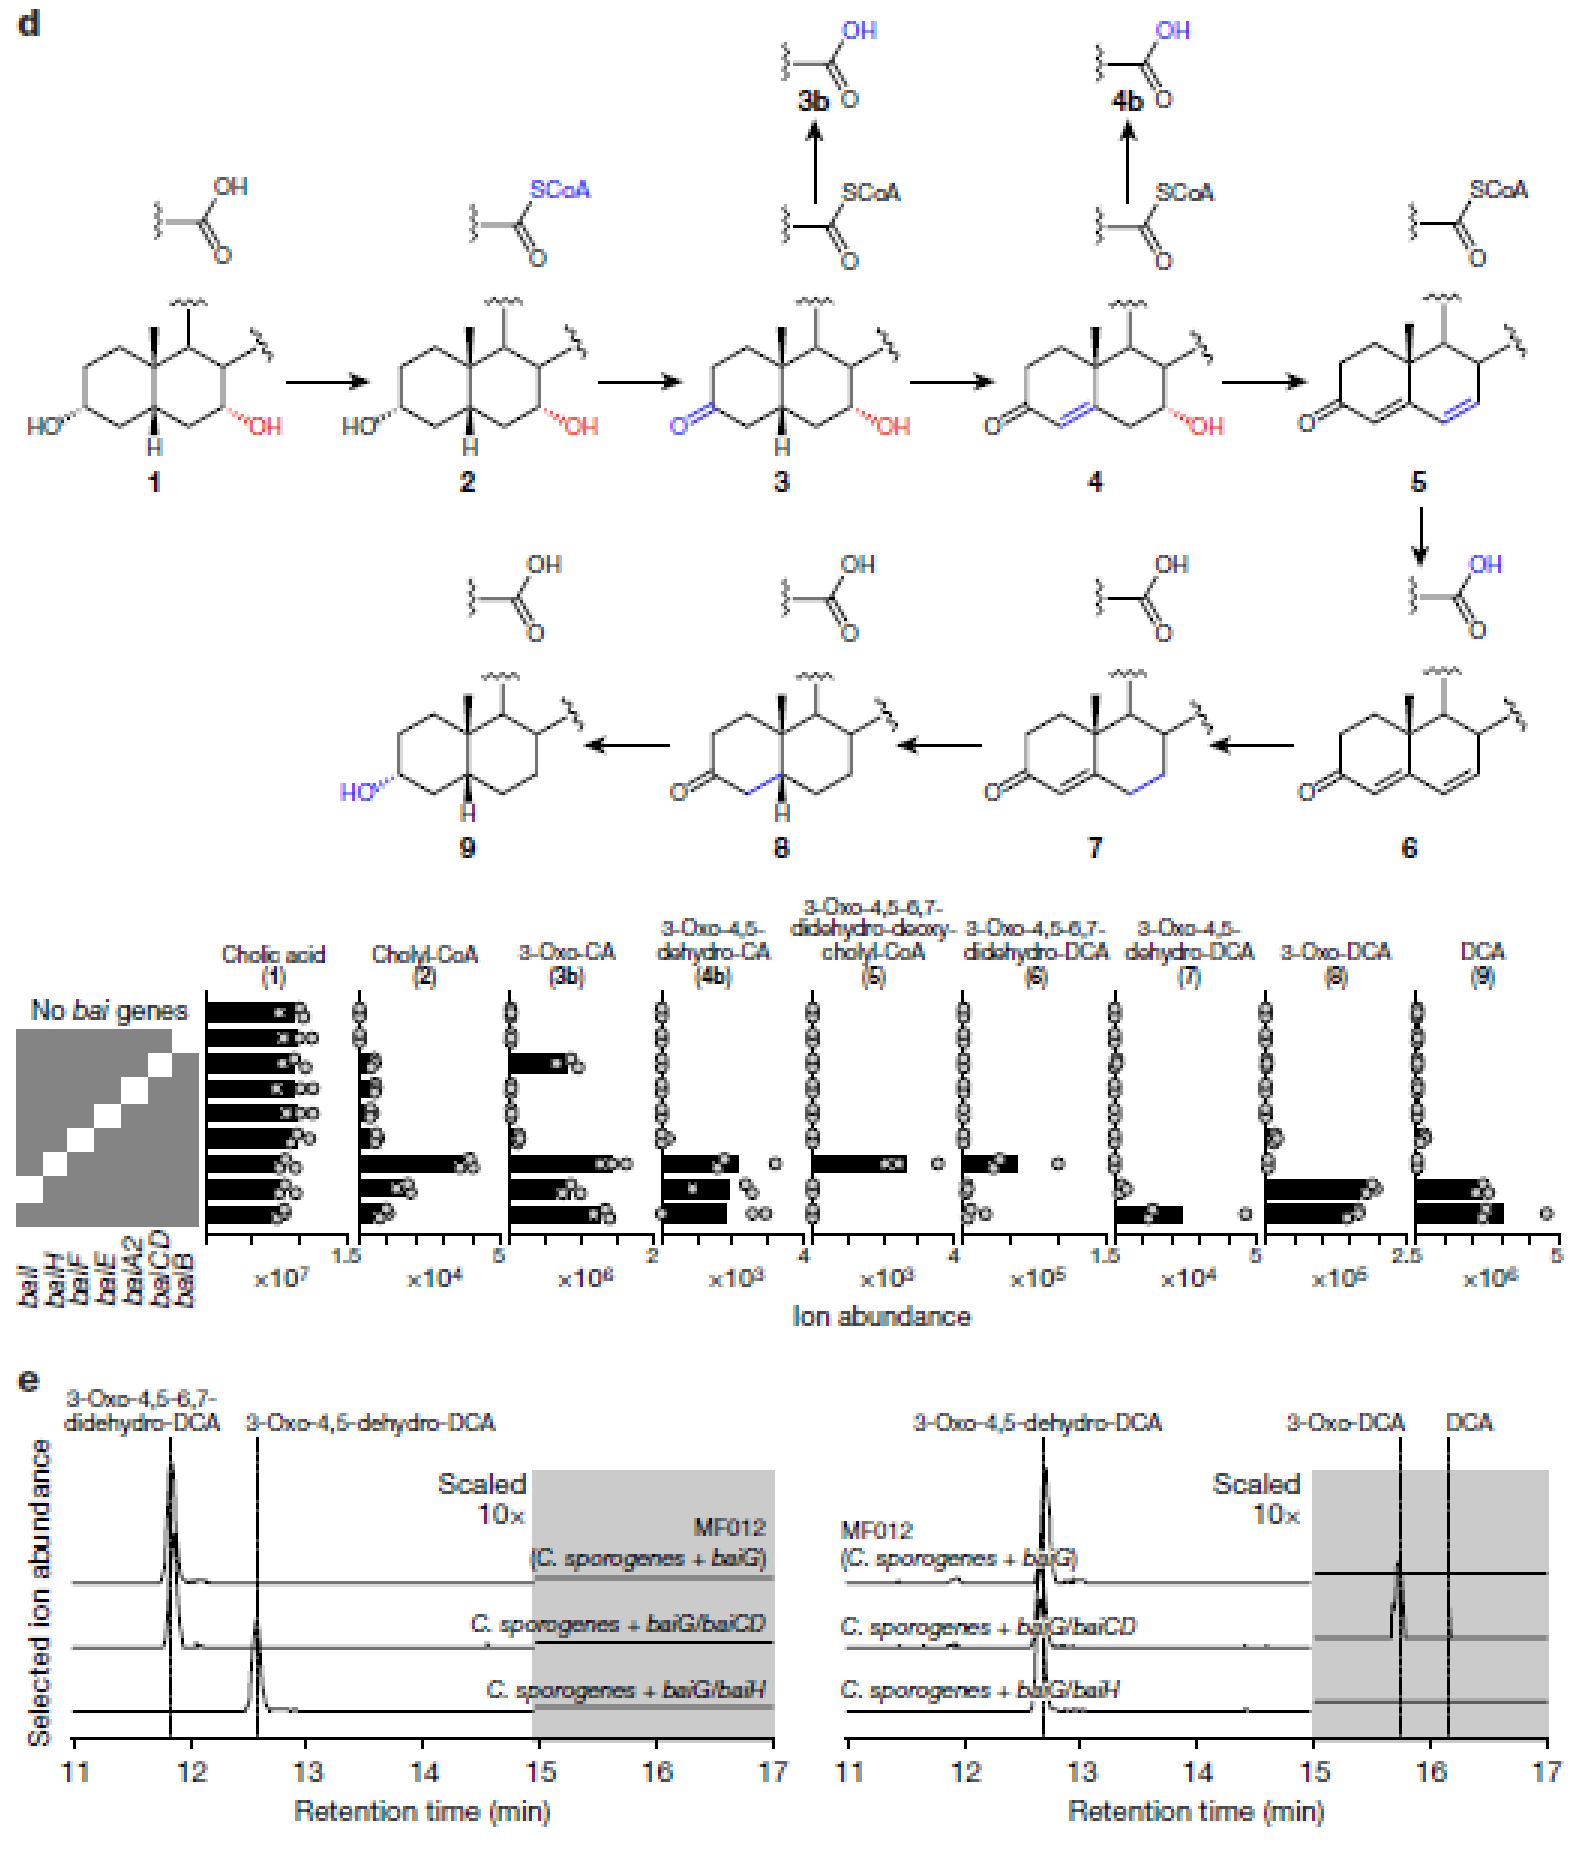 d
OH
O
3b
OH
O
4b
OH
O
SCoA
O
SCoA
O
SCoA
O
SCoA
O
HO
H
OH
1
HO
H
OH
2
O
H
OH
3
O
OH
4
O
5
OH
O
OH
O
OH
O
OH
O
HO
H
9
O
H
8
O
7
O
6
Cholic acid
(1)
Cholyl-CoA
(2)
3-Oxo-CA
(3b)
3-Oxo-4,5-
dehydro-CA
(4b)
3-Oxo-4,5-6,7-
didehydro-deoxy-
cholyl-CoA
(5)
3-Oxo-4,5-6,7-
didehydro-DCA
(6)
3-Oxo-4,5-
dehydro-DCA
(7)
3-Oxo-DCA
(8)
DCA
(9)
No bai genes
baiI
baiH
baiF
baiE
baiA2
baiCD
baiB
1.5 5 2 4 4 1.5 5 2.5 5
×10⁷ ×10⁴ ×10⁶ ×10³ ×10³ ×10⁵ ×10⁴ ×10⁵ ×10⁶
Ion abundance
e
Selected ion abundance
3-Oxo-4,5-6,7-
didehydro-DCA
3-Oxo-4,5-dehydro-DCA
Scaled
10×
MF012
(C. sporogenes + baiG)
C. sporogenes + baiG/baiCD
C. sporogenes + baiG/baiH
11 12 13 14 15 16 17
Retention time (min)
3-Oxo-4,5-dehydro-DCA
3-Oxo-DCA
DCA
Scaled
10×
MF012
(C. sporogenes + baiG)
C. sporogenes + baiG/baiCD
C. sporogenes + baiG/baiH
11 12 13 14 15 16 17
Retention time (min)